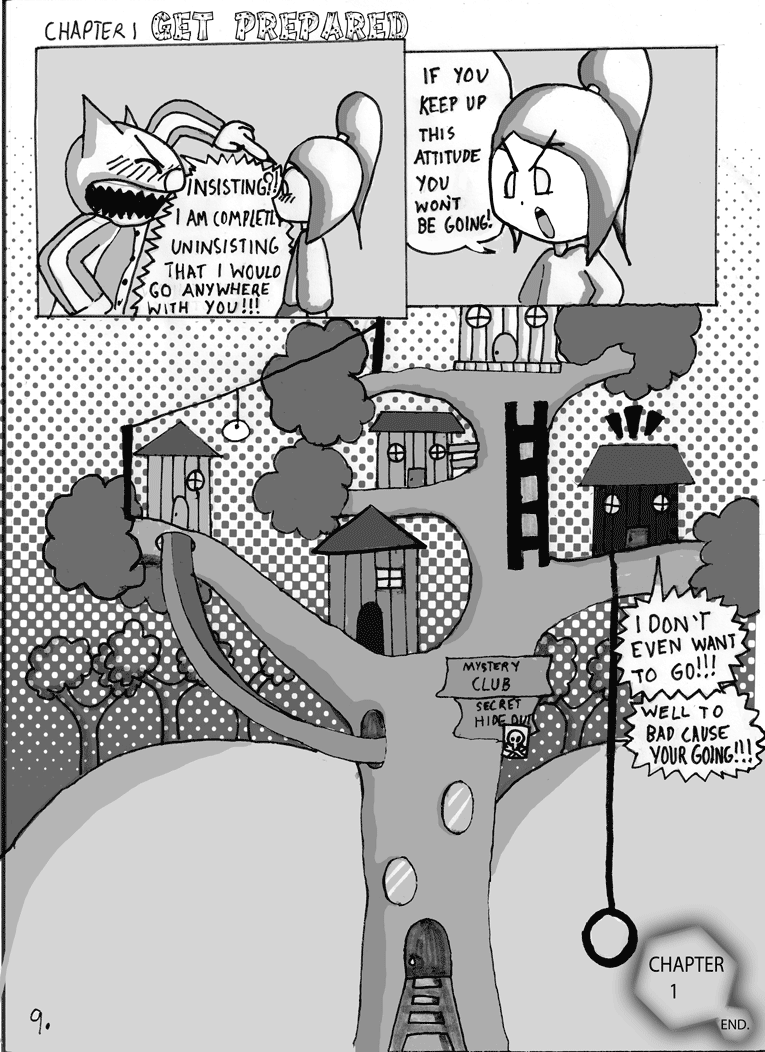 CHAPTER 1 GET PREPARED
INSISTING?!
I AM COMPLETLY
UNINSISTING
THAT I WOULD
GO ANYWHERE
WITH YOU!!!
IF YOU
KEEP UP
THIS
ATTITUDE
YOU
WONT
BE GOING!
MYSTERY
CLUB
SECRET
HIDE OUT
I DON'T
EVEN WANT
TO GO!!!
WELL TO
BAD CAUSE
YOUR GOING!!!
CHAPTER
1
END.
9.